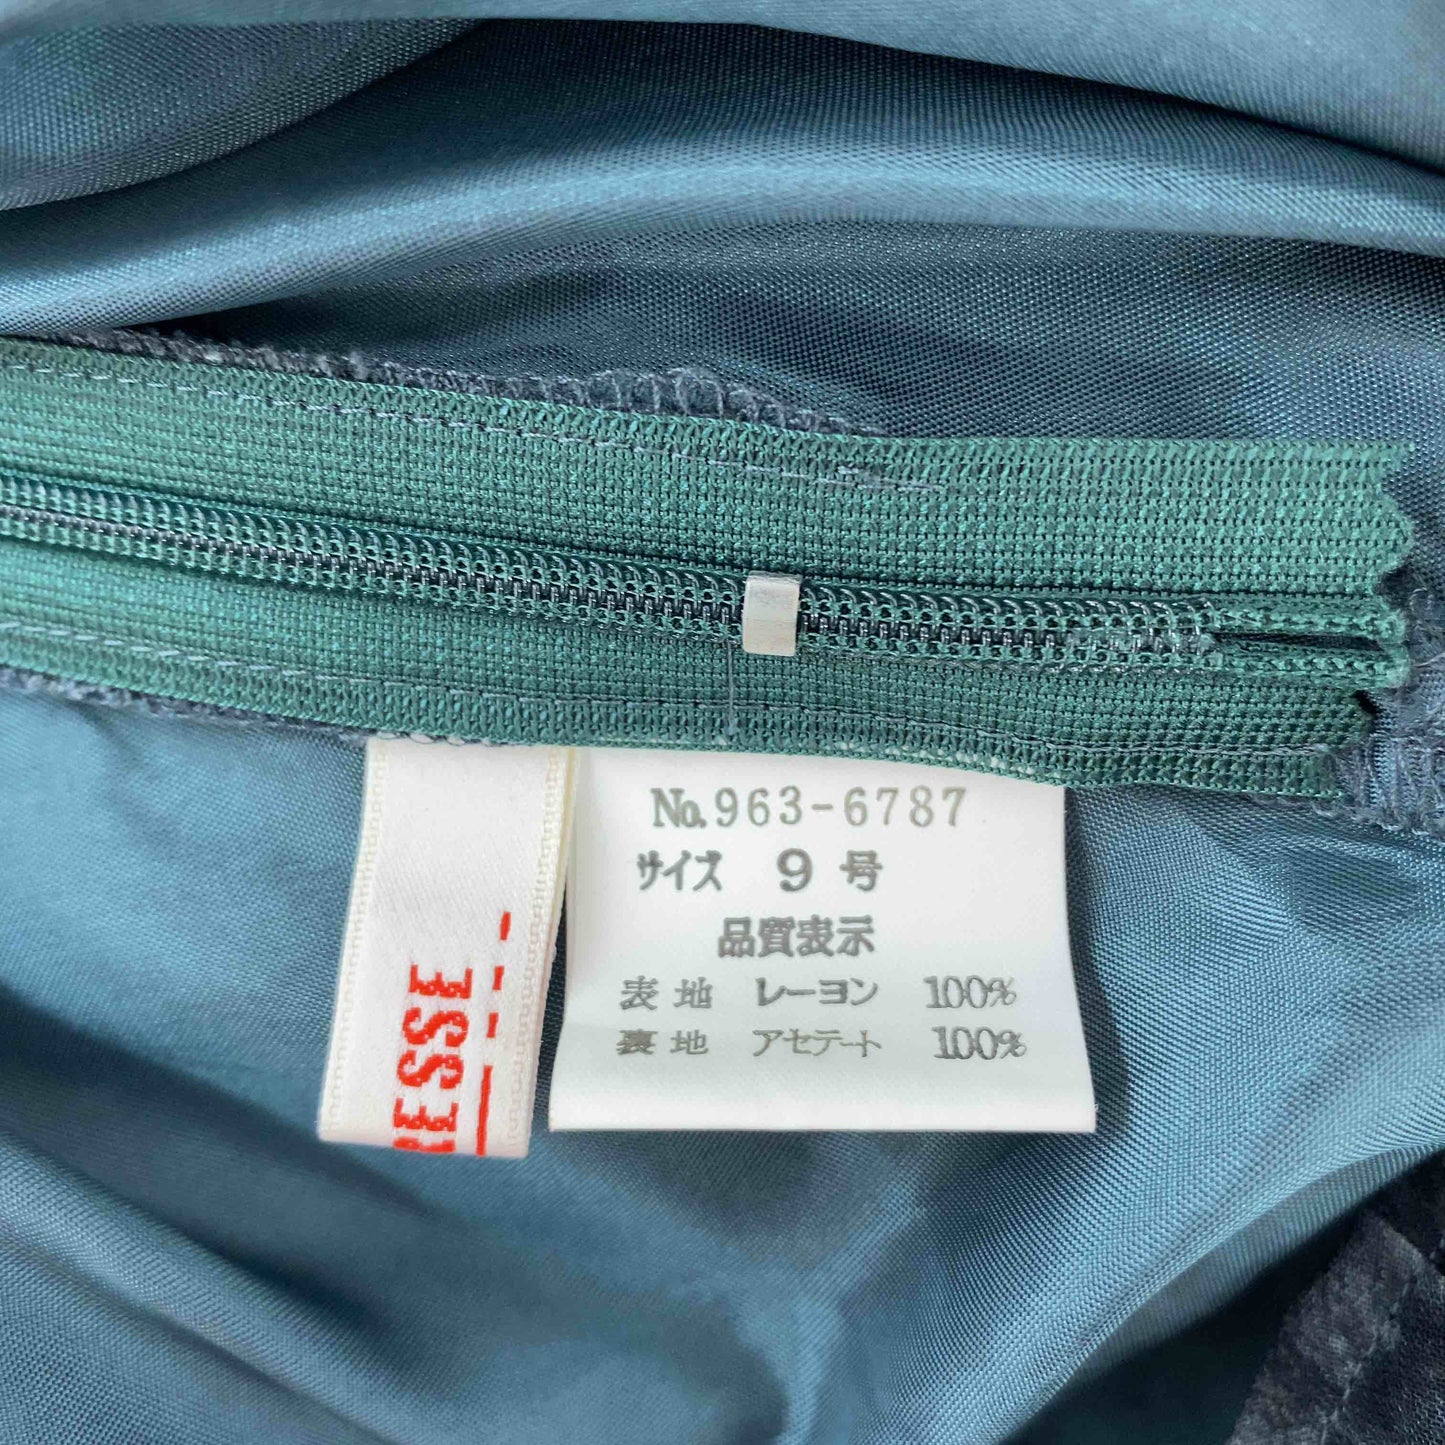 No.963-6787
サイズ 9 号
品質表示
表地 レーヨン 100%
裏地 アセテート 100%
ESSE